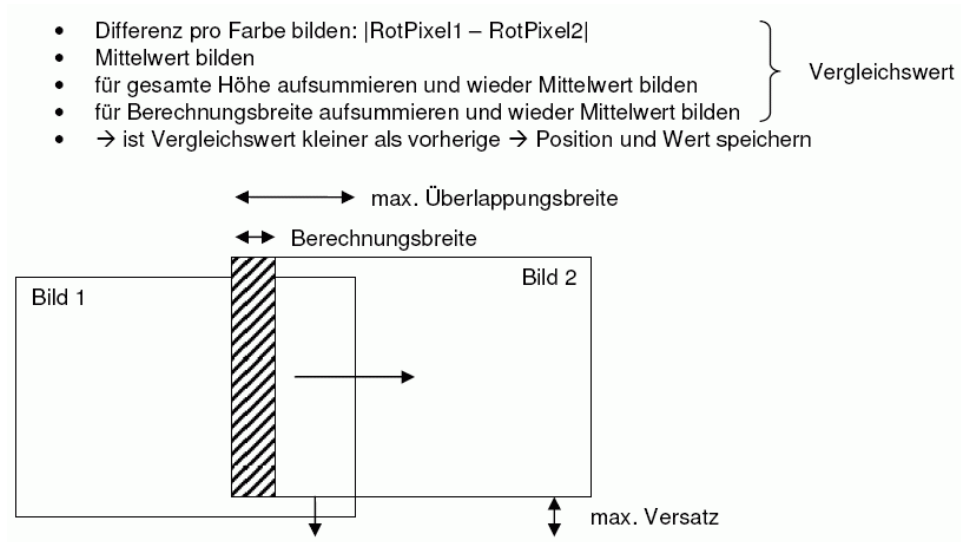 • Differenz pro Farbe bilden: |RotPixel1 – RotPixel2|
• Mittelwert bilden
• für gesamte Höhe aufsummieren und wieder Mittelwert bilden
• für Berechnungsbreite aufsummieren und wieder Mittelwert bilden
• → ist Vergleichswert kleiner als vorherige → Position und Wert speichern
Vergleichswert
max. Überlappungsbreite
Berechnungsbreite
Bild 1
Bild 2
max. Versatz